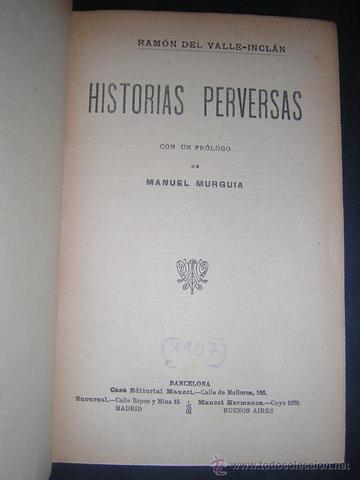 RAMÓN DEL VALLE-INCLÁN
HISTORIAS PERVERSAS
CON UN PRÓLOGO
DE
MANUEL MURGUIA
(1907)
BARCELONA
Casa Editorial Maucci.—Calle de Mallorca, 166.
Sucursal.—Calle Espoz y Mina 15
MADRID
Maucci Hermanos.—Cuyo 1070
BUENOS AIRES
todocoleccion.net